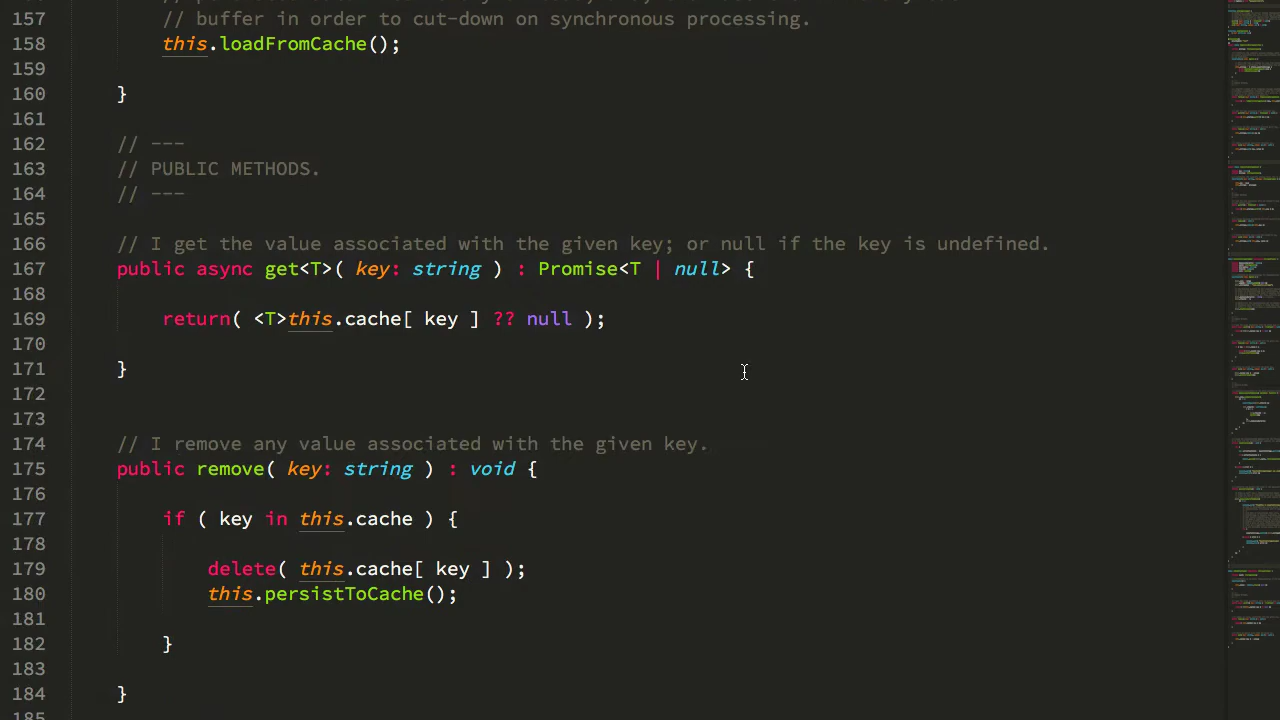 157 // buffer in order to cut-down on synchronous processing.
158 this.loadFromCache();
159
160 }
161
162 // ---
163 // PUBLIC METHODS.
164 // ---
165
166 // I get the value associated with the given key; or null if the key is undefined.
167 public async get<T>( key: string ) : Promise<T | null> {
168
169 return( <T>this.cache[ key ] ?? null );
170
171 }
172
173
174 // I remove any value associated with the given key.
175 public remove( key: string ) : void {
176
177 if ( key in this.cache ) {
178
179 delete( this.cache[ key ] );
180 this.persistToCache();
181
182 }
183
184 }
185